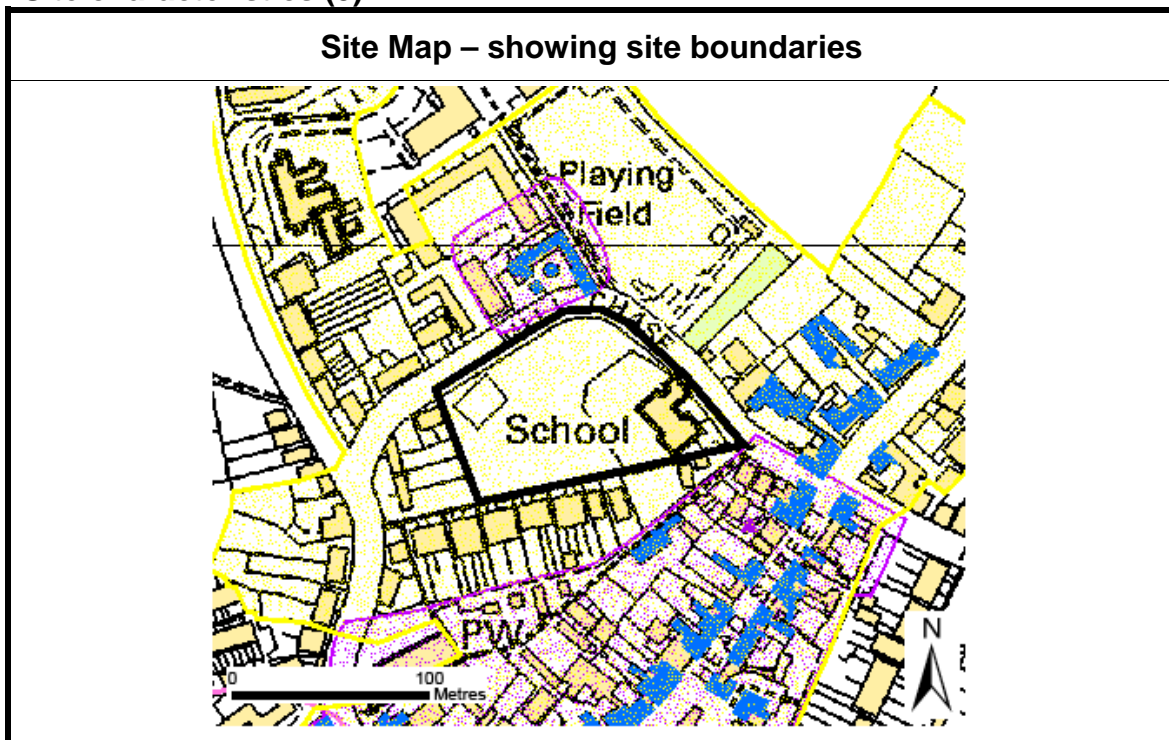 Site Map – showing site boundaries
Playing
Field
CHASE
School
PW
N
0 100
Metres